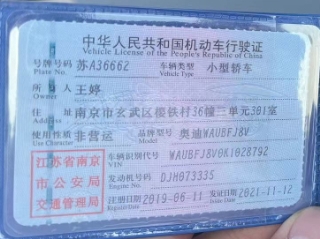 中华人民共和国机动车行驶证
Vehicle License of the People's Republic of China
号牌号码 苏A36662 车辆类型 小型轿车
Plate No. Vehicle Type
所有人 王婷
Owner
住址 南京市玄武区樱铁村36幢二单元3B1室
Address
使用性质 非营运 品牌型号 奥迪WAUBFJ8V
Use Character Model
江苏省南京市公安局交通管理局
车辆识别代号 WAUBFJ8V0K1028792
VIN
发动机号码 DJH073335
Engine No.
注册日期 2019-06-11 发证日期 2021-11-12
Register Date Issue Date